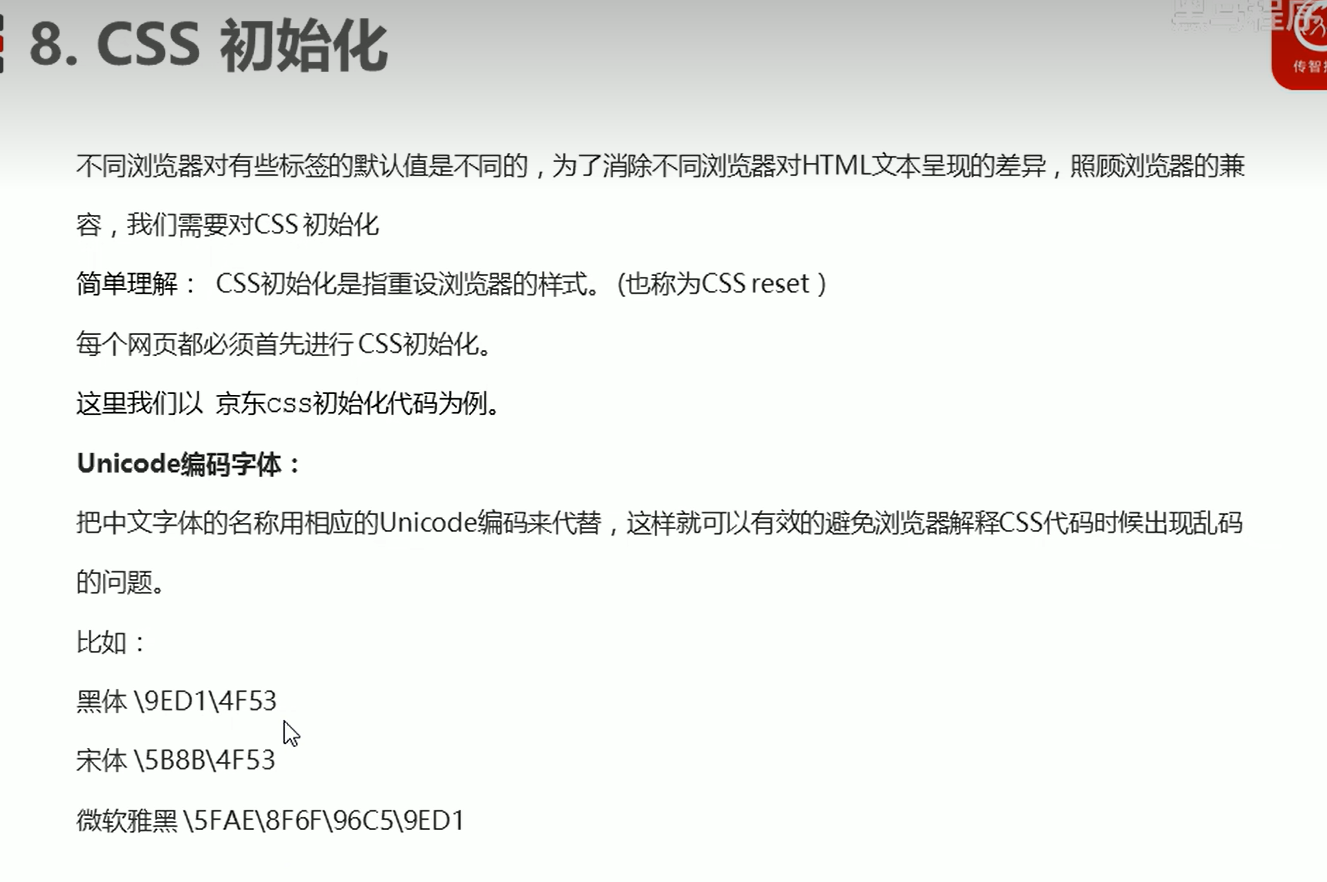 8. CSS 初始化
传智
不同浏览器对有些标签的默认值是不同的，为了消除不同浏览器对HTML文本呈现的差异，照顾浏览器的兼
容，我们需要对CSS 初始化
简单理解： CSS初始化是指重设浏览器的样式。 (也称为CSS reset ）
每个网页都必须首先进行 CSS初始化。
这里我们以 京东css初始化代码为例。
Unicode编码字体：
把中文字体的名称用相应的Unicode编码来代替，这样就可以有效的避免浏览器解释CSS代码时候出现乱码
的问题。
比如：
黑体 \9ED1\4F53
宋体 \5B8B\4F53
微软雅黑 \5FAE\8F6F\96C5\9ED1